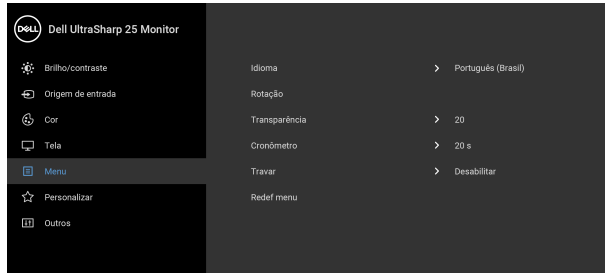 DELL Dell UltraSharp 25 Monitor
Brilho/contraste
Origem de entrada
Cor
Tela
Menu
Personalizar
Outros
Idioma > Português (Brasil)
Rotação
Transparência > 20
Cronômetro > 20 s
Travar > Desabilitar
Redef menu